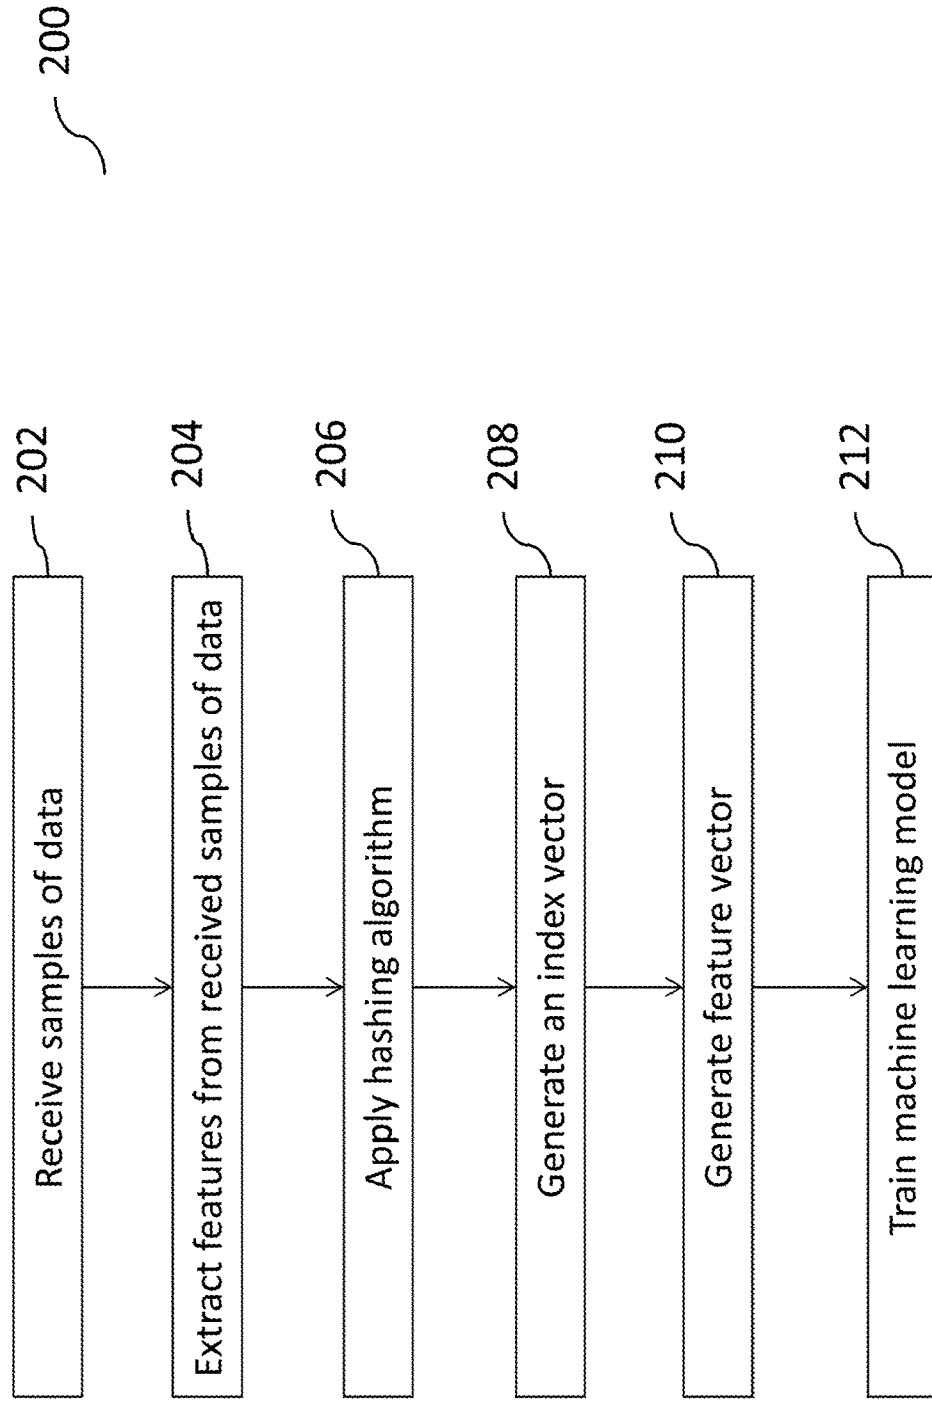 200
202
Receive samples of data
204
Extract features from received samples of data
206
Apply hashing algorithm
208
Generate an index vector
210
Generate feature vector
212
Train machine learning model